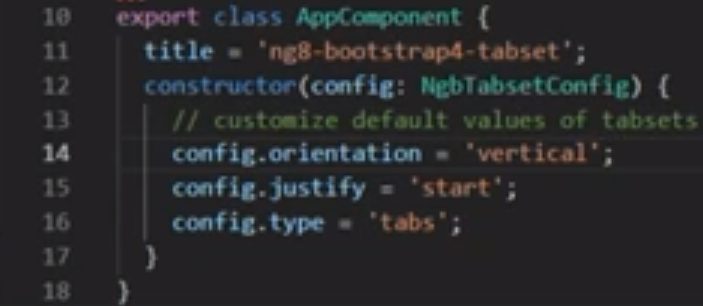 10 export class AppComponent {
11 title = 'ng8-bootstrap4-tabset';
12 constructor(config: NgbTabsetConfig) {
13 // customize default values of tabsets
14 config.orientation = 'vertical';
15 config.justify = 'start';
16 config.type = 'tabs';
17 }
18 }